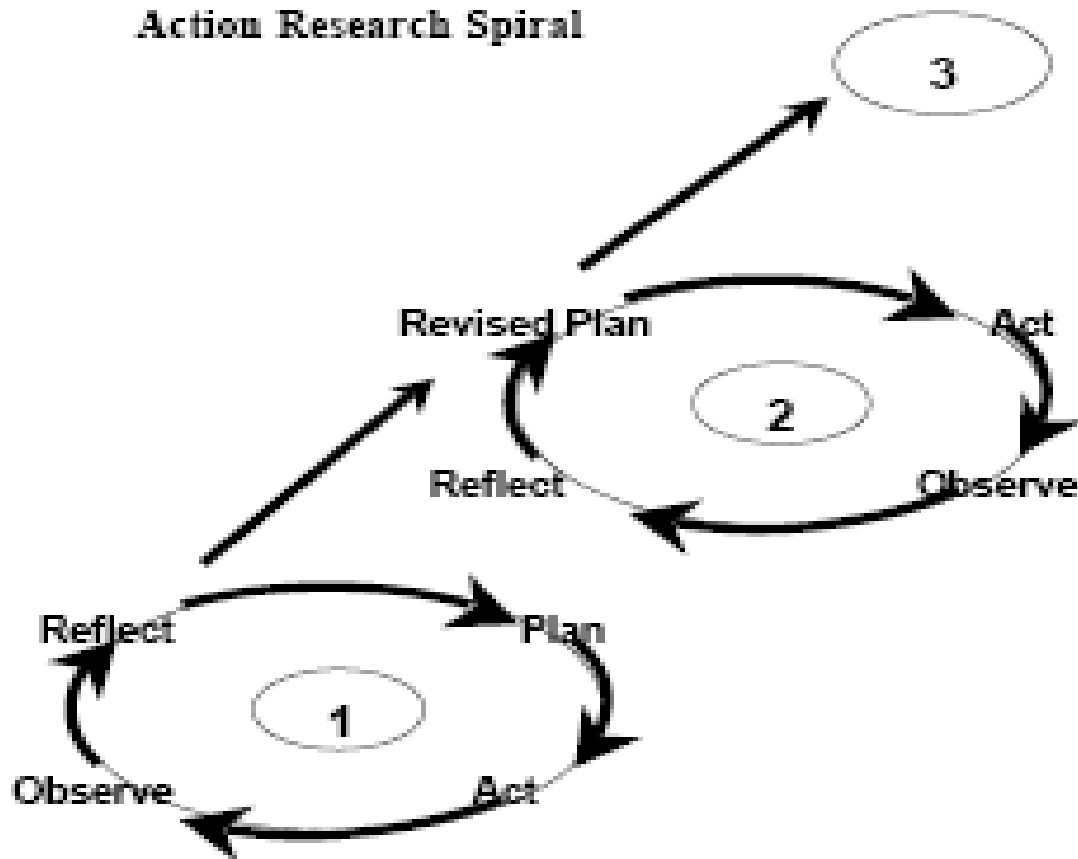 Action Research Spiral
3
Revised Plan
Act
2
Reflect
Observe
Reflect
Plan
1
Observe
Act